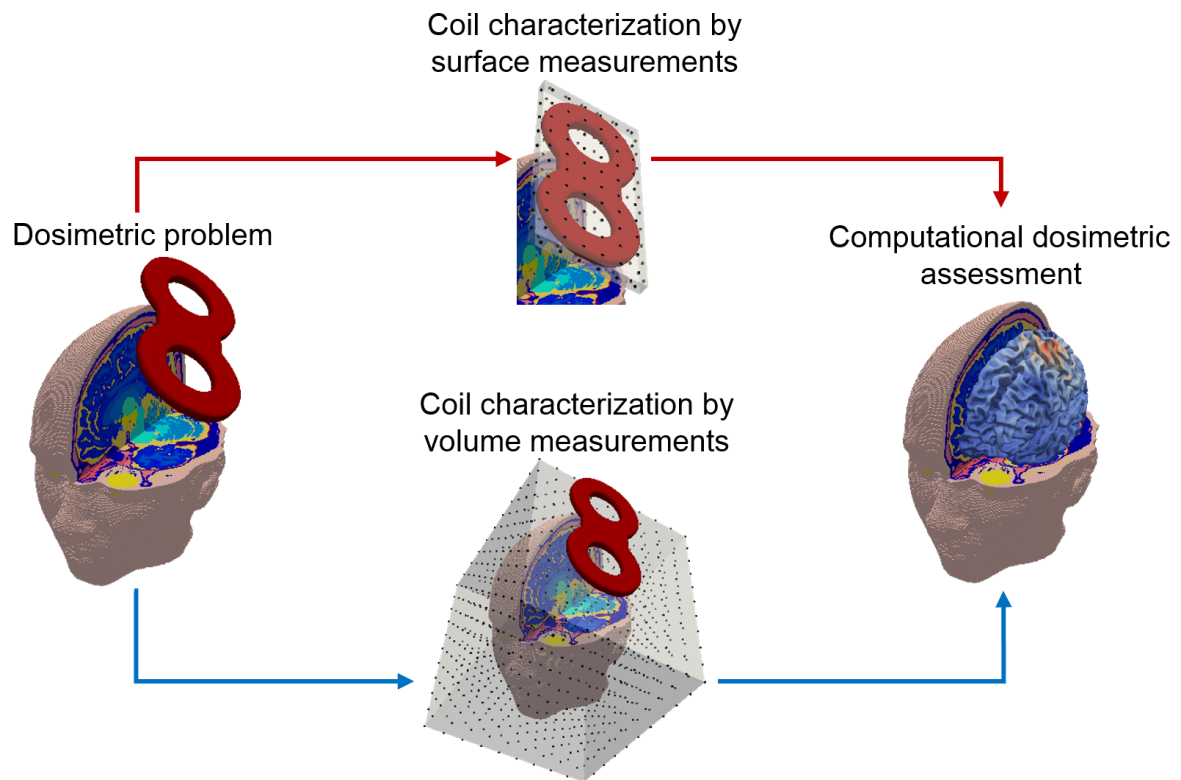 Coil characterization by
surface measurements
Dosimetric problem
Computational dosimetric
assessment
Coil characterization by
volume measurements